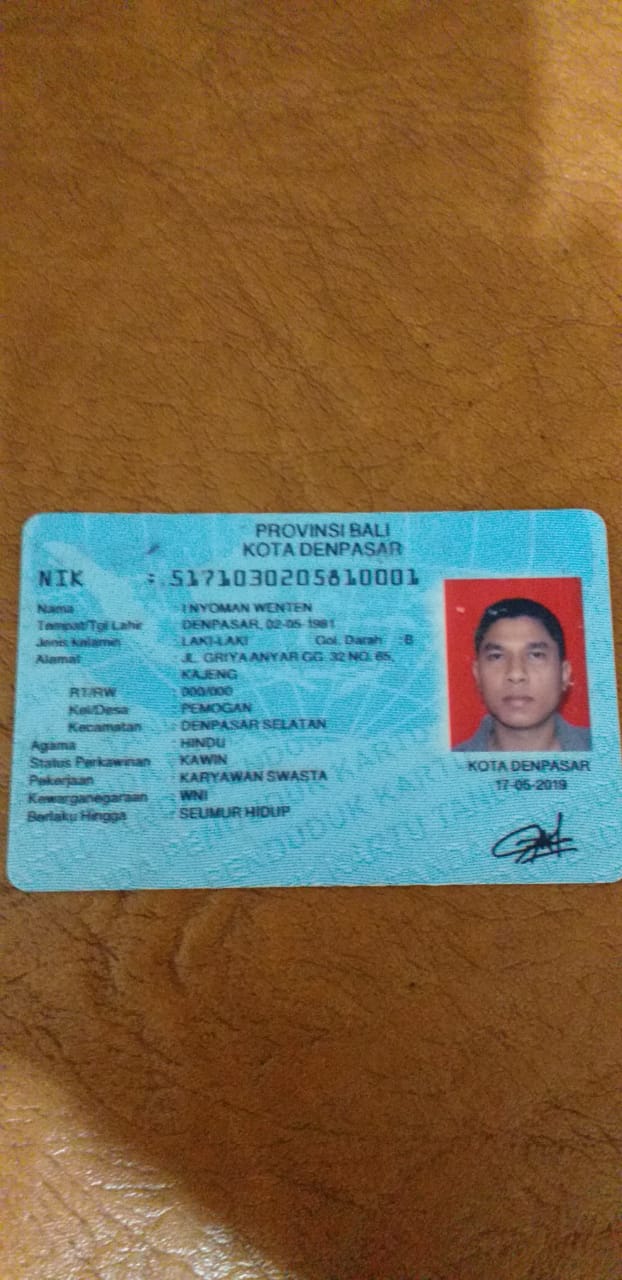 PROVINSI BALI
KOTA DENPASAR
NIK : 5171030205810001
Nama : I NYOMAN WENTEN
Tempat/Tgl Lahir : DENPASAR, 02-05-1981
Jenis kelamin : LAKI-LAKI Gol. Darah : B
Alamat : JL. GRIYA ANYAR GG. 32 NO. 65,
KAJENG
RT/RW : 000/000
Kel/Desa : PEMOGAN
Kecamatan : DENPASAR SELATAN
Agama : HINDU
Status Perkawinan : KAWIN
Pekerjaan : KARYAWAN SWASTA
Kewarganegaraan : WNI
Berlaku Hingga : SEUMUR HIDUP
KOTA DENPASAR
17-05-2019